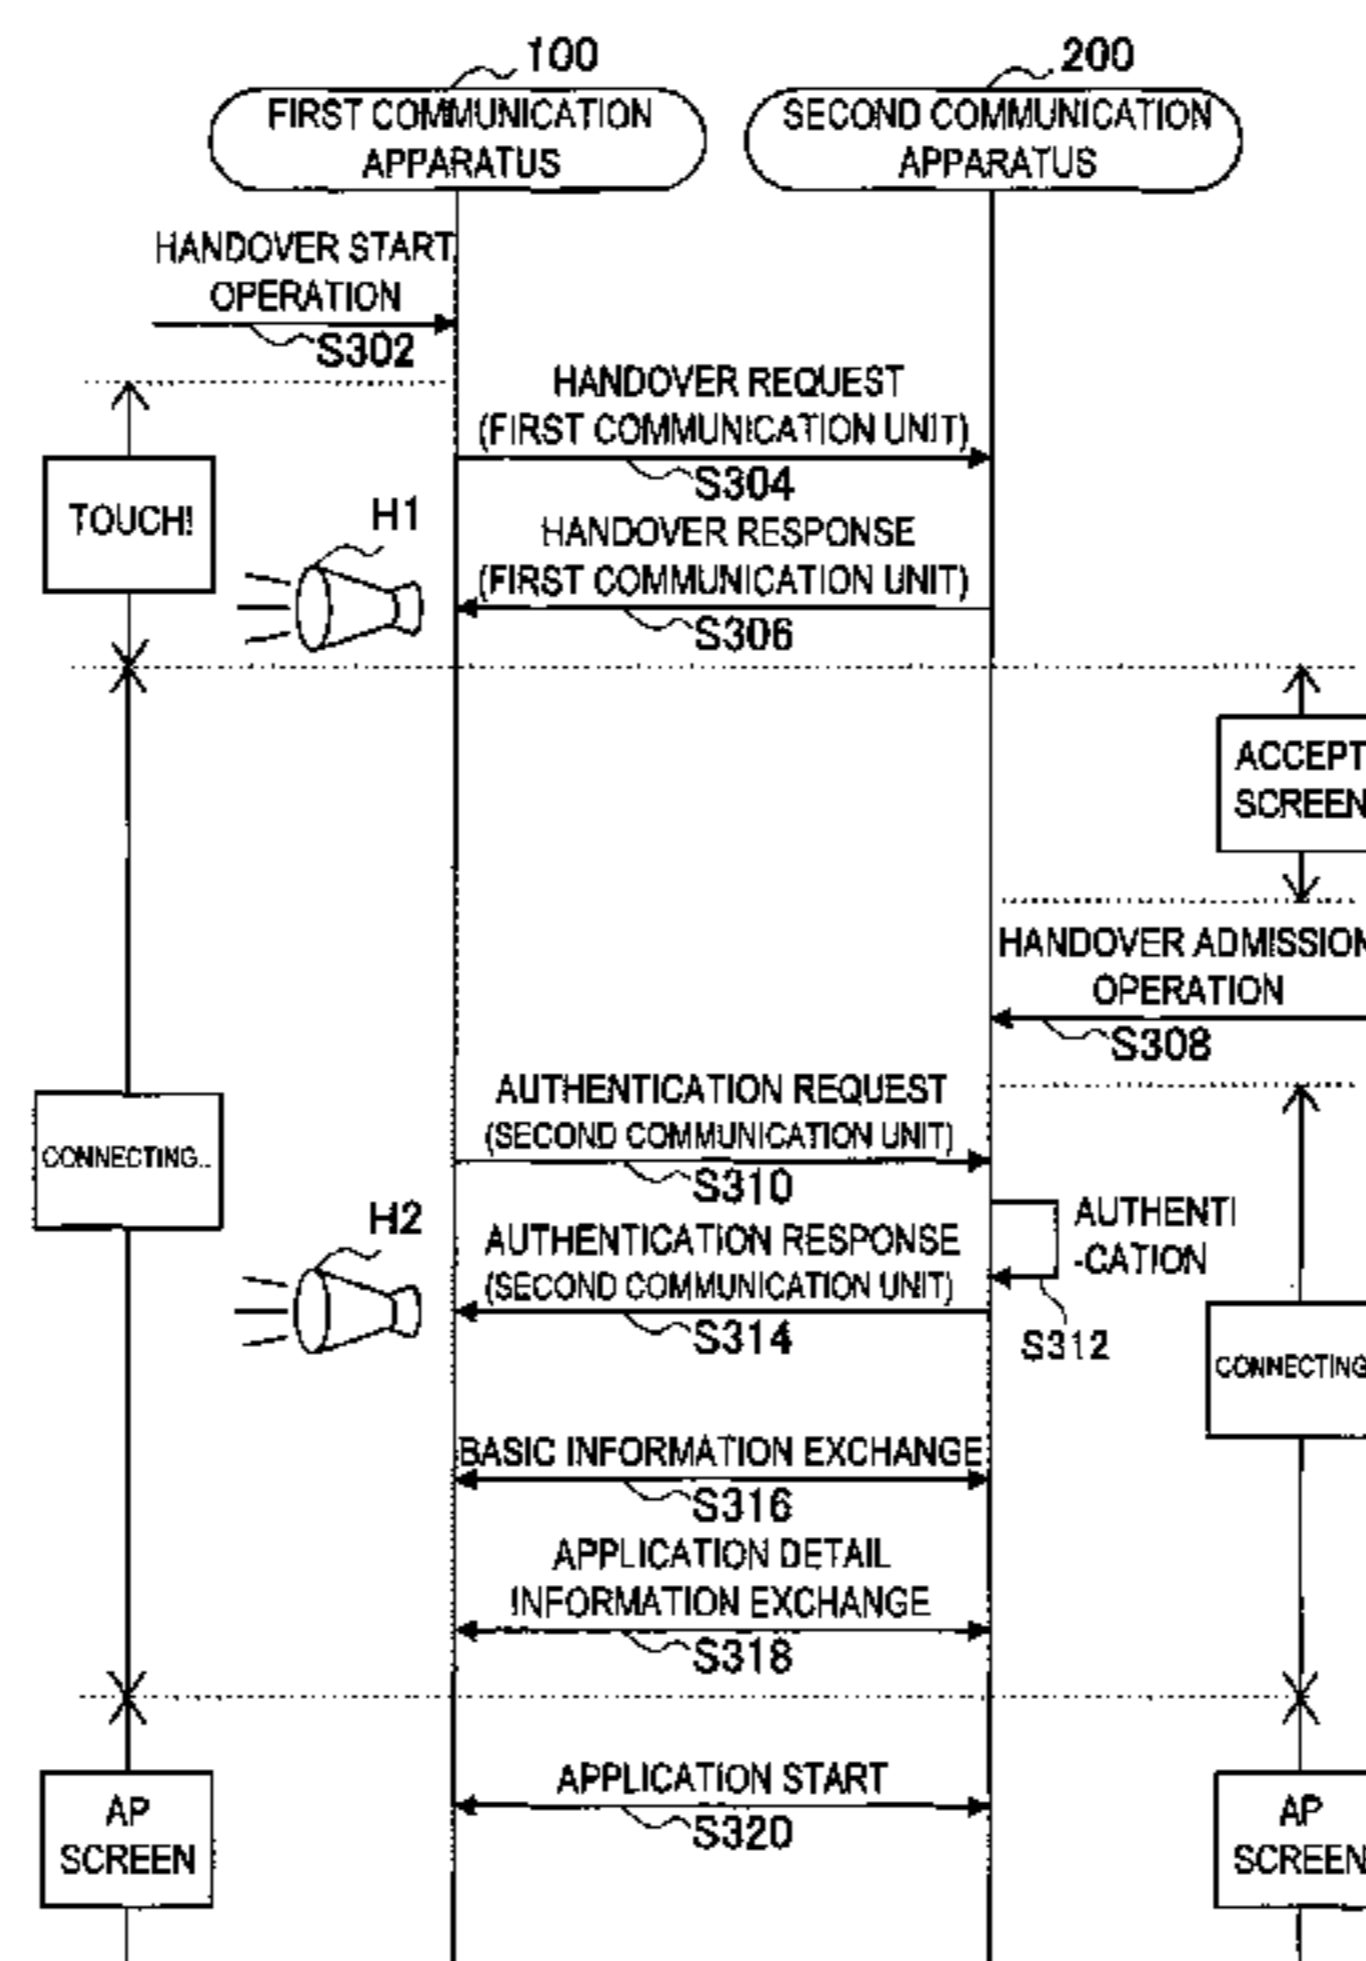 100
200
FIRST COMMUNICATION
APPARATUS
SECOND COMMUNICATION
APPARATUS
HANDOVER START
OPERATION
S302
HANDOVER REQUEST
(FIRST COMMUNICATION UNIT)
S304
TOUCH!
H1
HANDOVER RESPONSE
(FIRST COMMUNICATION UNIT)
S306
ACCEPT
SCREEN
HANDOVER ADMISSION
OPERATION
S308
AUTHENTICATION REQUEST
(SECOND COMMUNICATION UNIT)
S310
CONNECTING..
H2
AUTHENTI
-CATION
S312
AUTHENTICATION RESPONSE
(SECOND COMMUNICATION UNIT)
S314
CONNECTING
BASIC INFORMATION EXCHANGE
S316
APPLICATION DETAIL
INFORMATION EXCHANGE
S318
APPLICATION START
S320
AP
SCREEN
AP
SCREEN